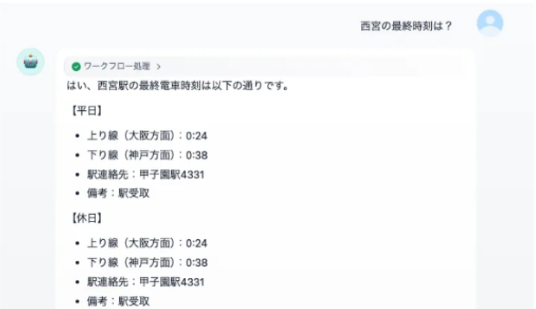 西宮の最終時刻は？
ワークフロー処理 >
はい、西宮駅の最終電車時刻は以下の通りです。
【平日】
• 上り線（大阪方面）：0:24
• 下り線（神戸方面）：0:38
• 駅連絡先：甲子園駅4331
• 備考：駅受取
【休日】
• 上り線（大阪方面）：0:24
• 下り線（神戸方面）：0:38
• 駅連絡先：甲子園駅4331
• 備考：駅受取